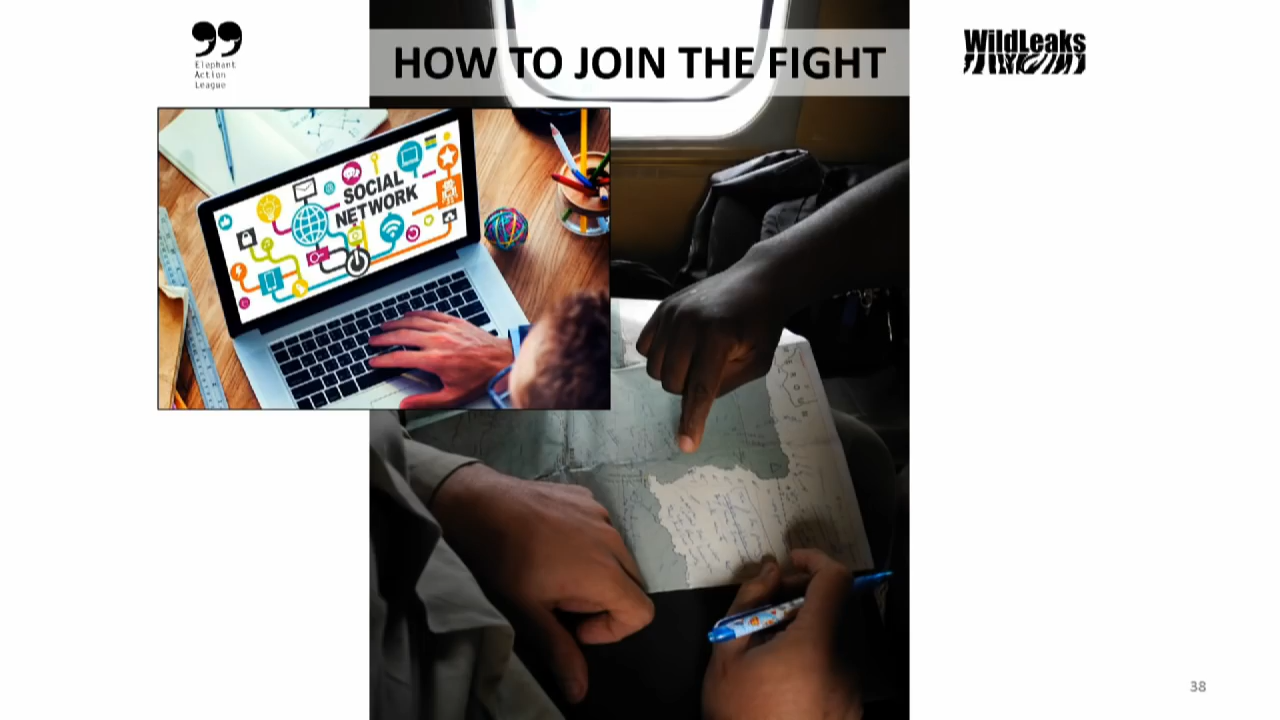 Elephant
Action
League
HOW TO JOIN THE FIGHT
WildLeaks
SOCIAL
NETWORK
38